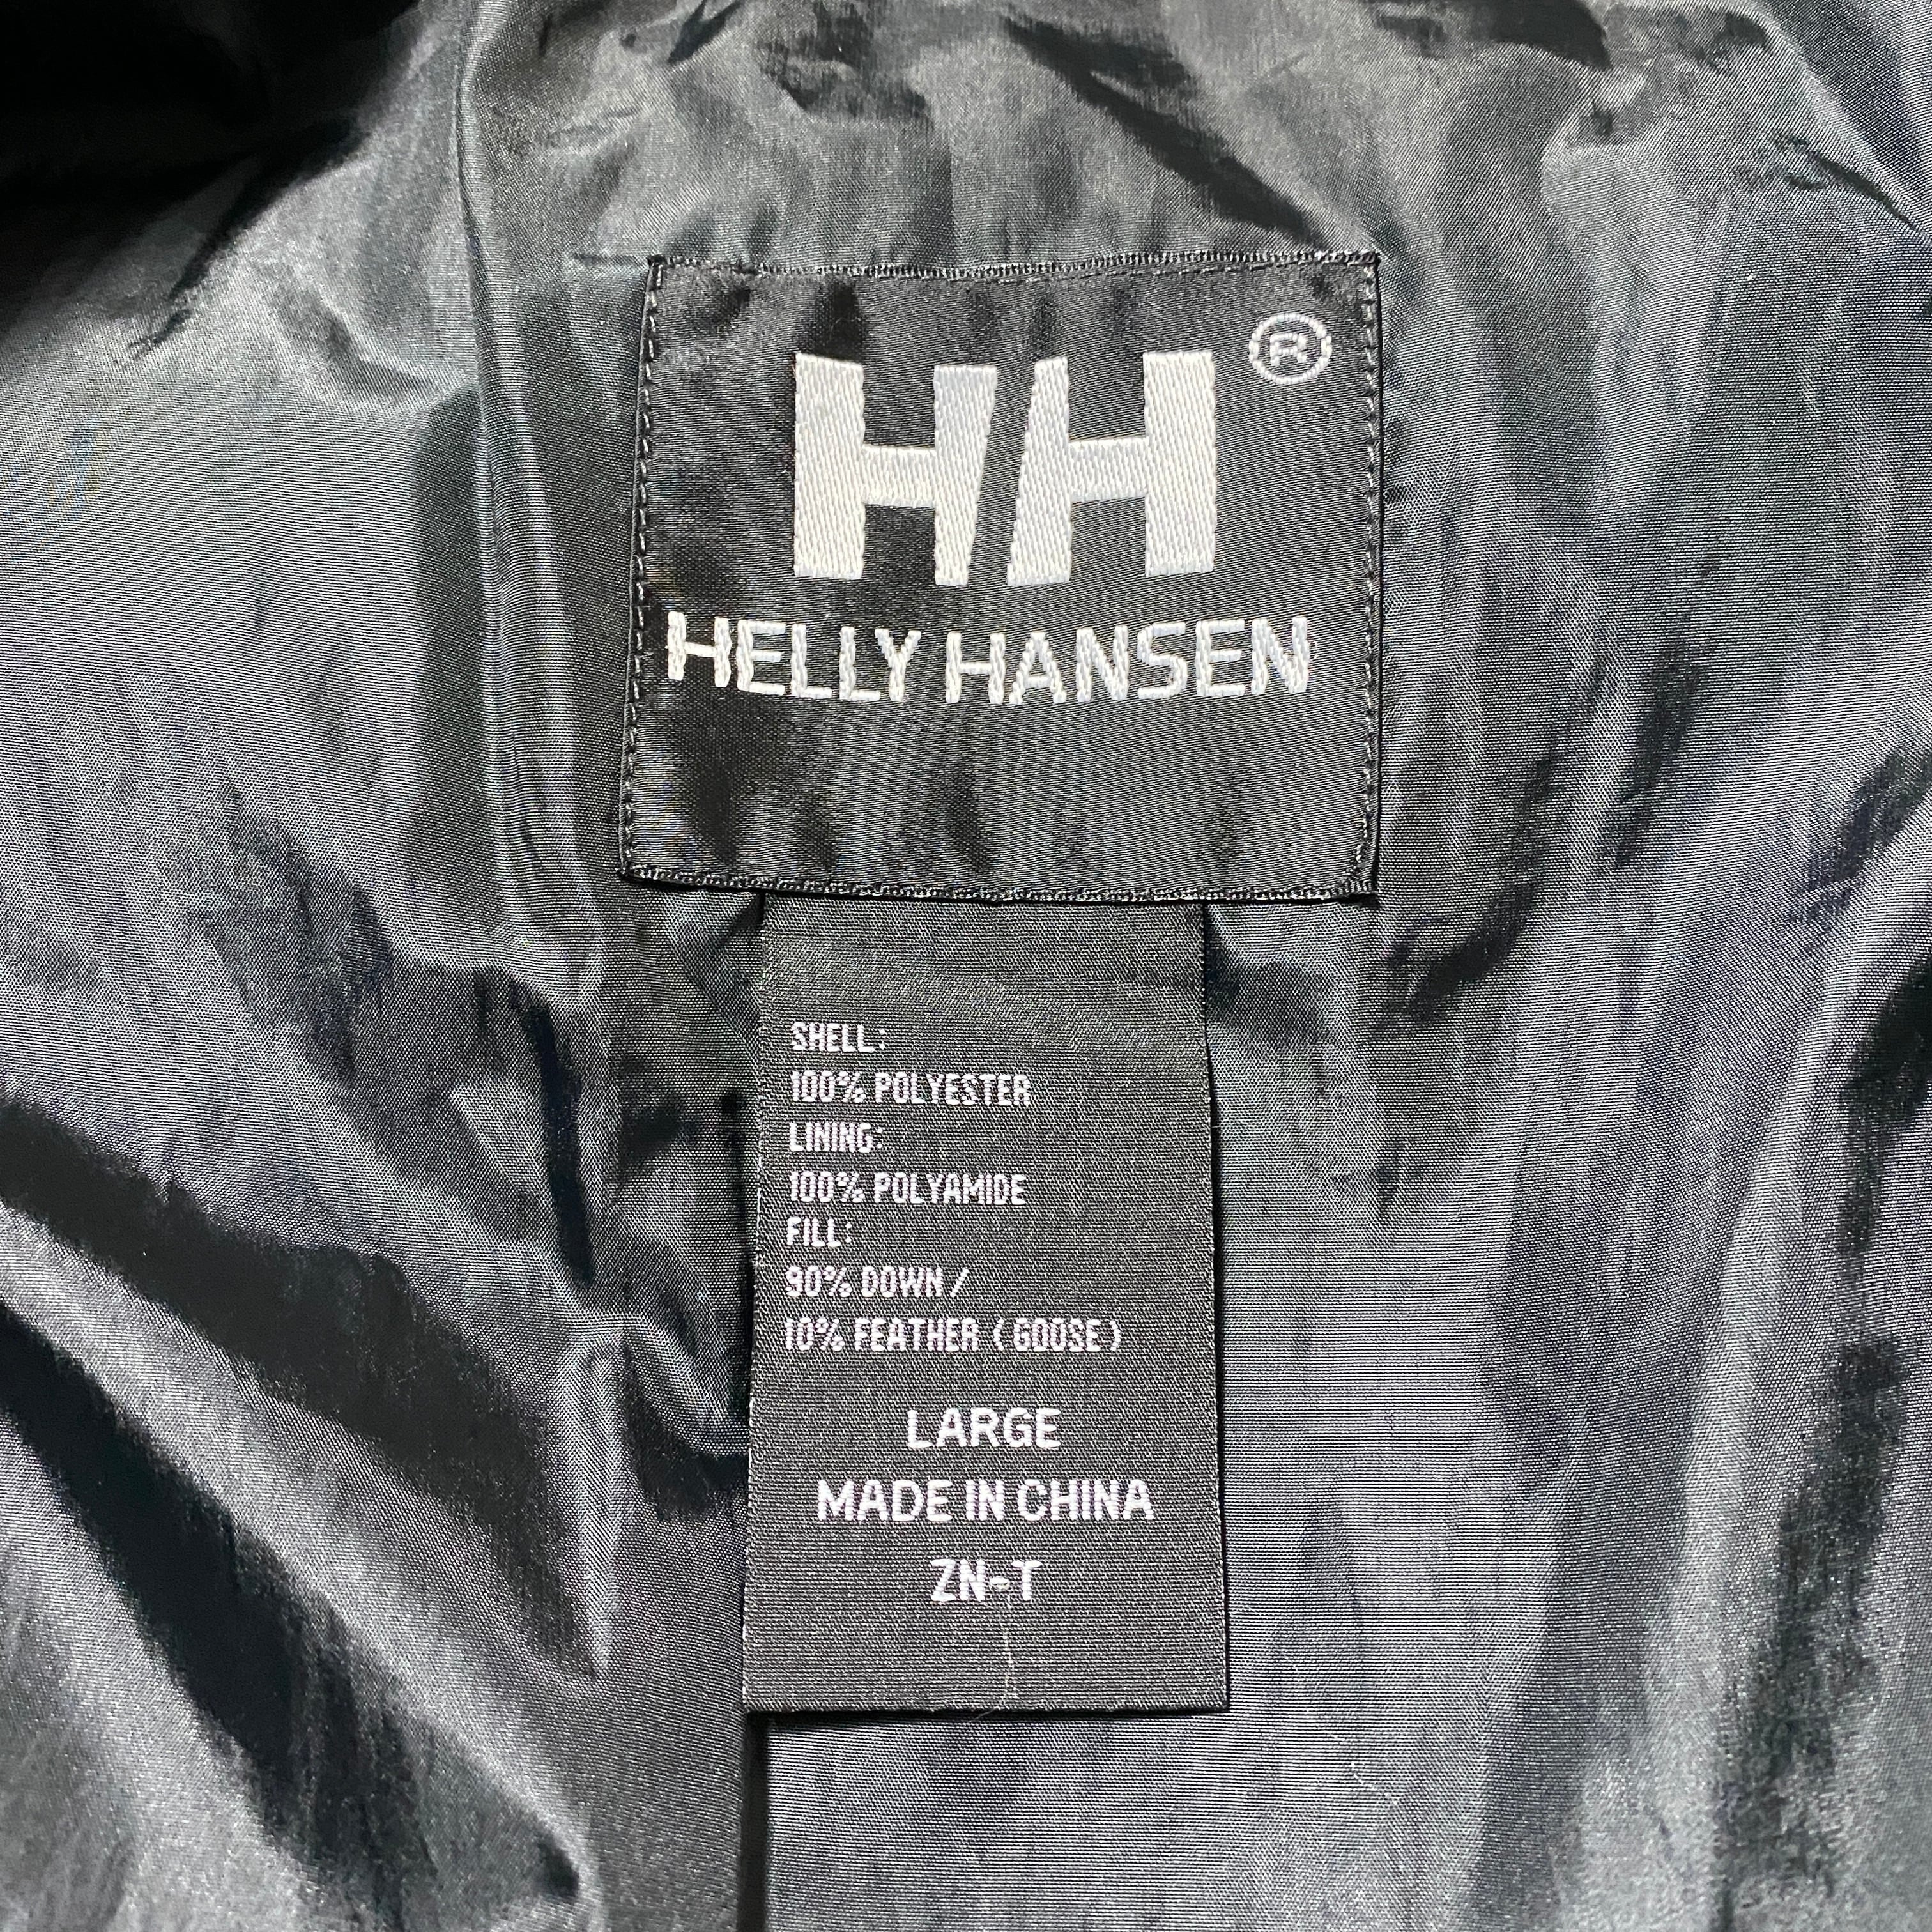 HH®
HELLY HANSEN
SHELL:
100% POLYESTER
LINING:
100% POLYAMIDE
FILL:
90% DOWN /
10% FEATHER ( GOOSE )
LARGE
MADE IN CHINA
ZN-T